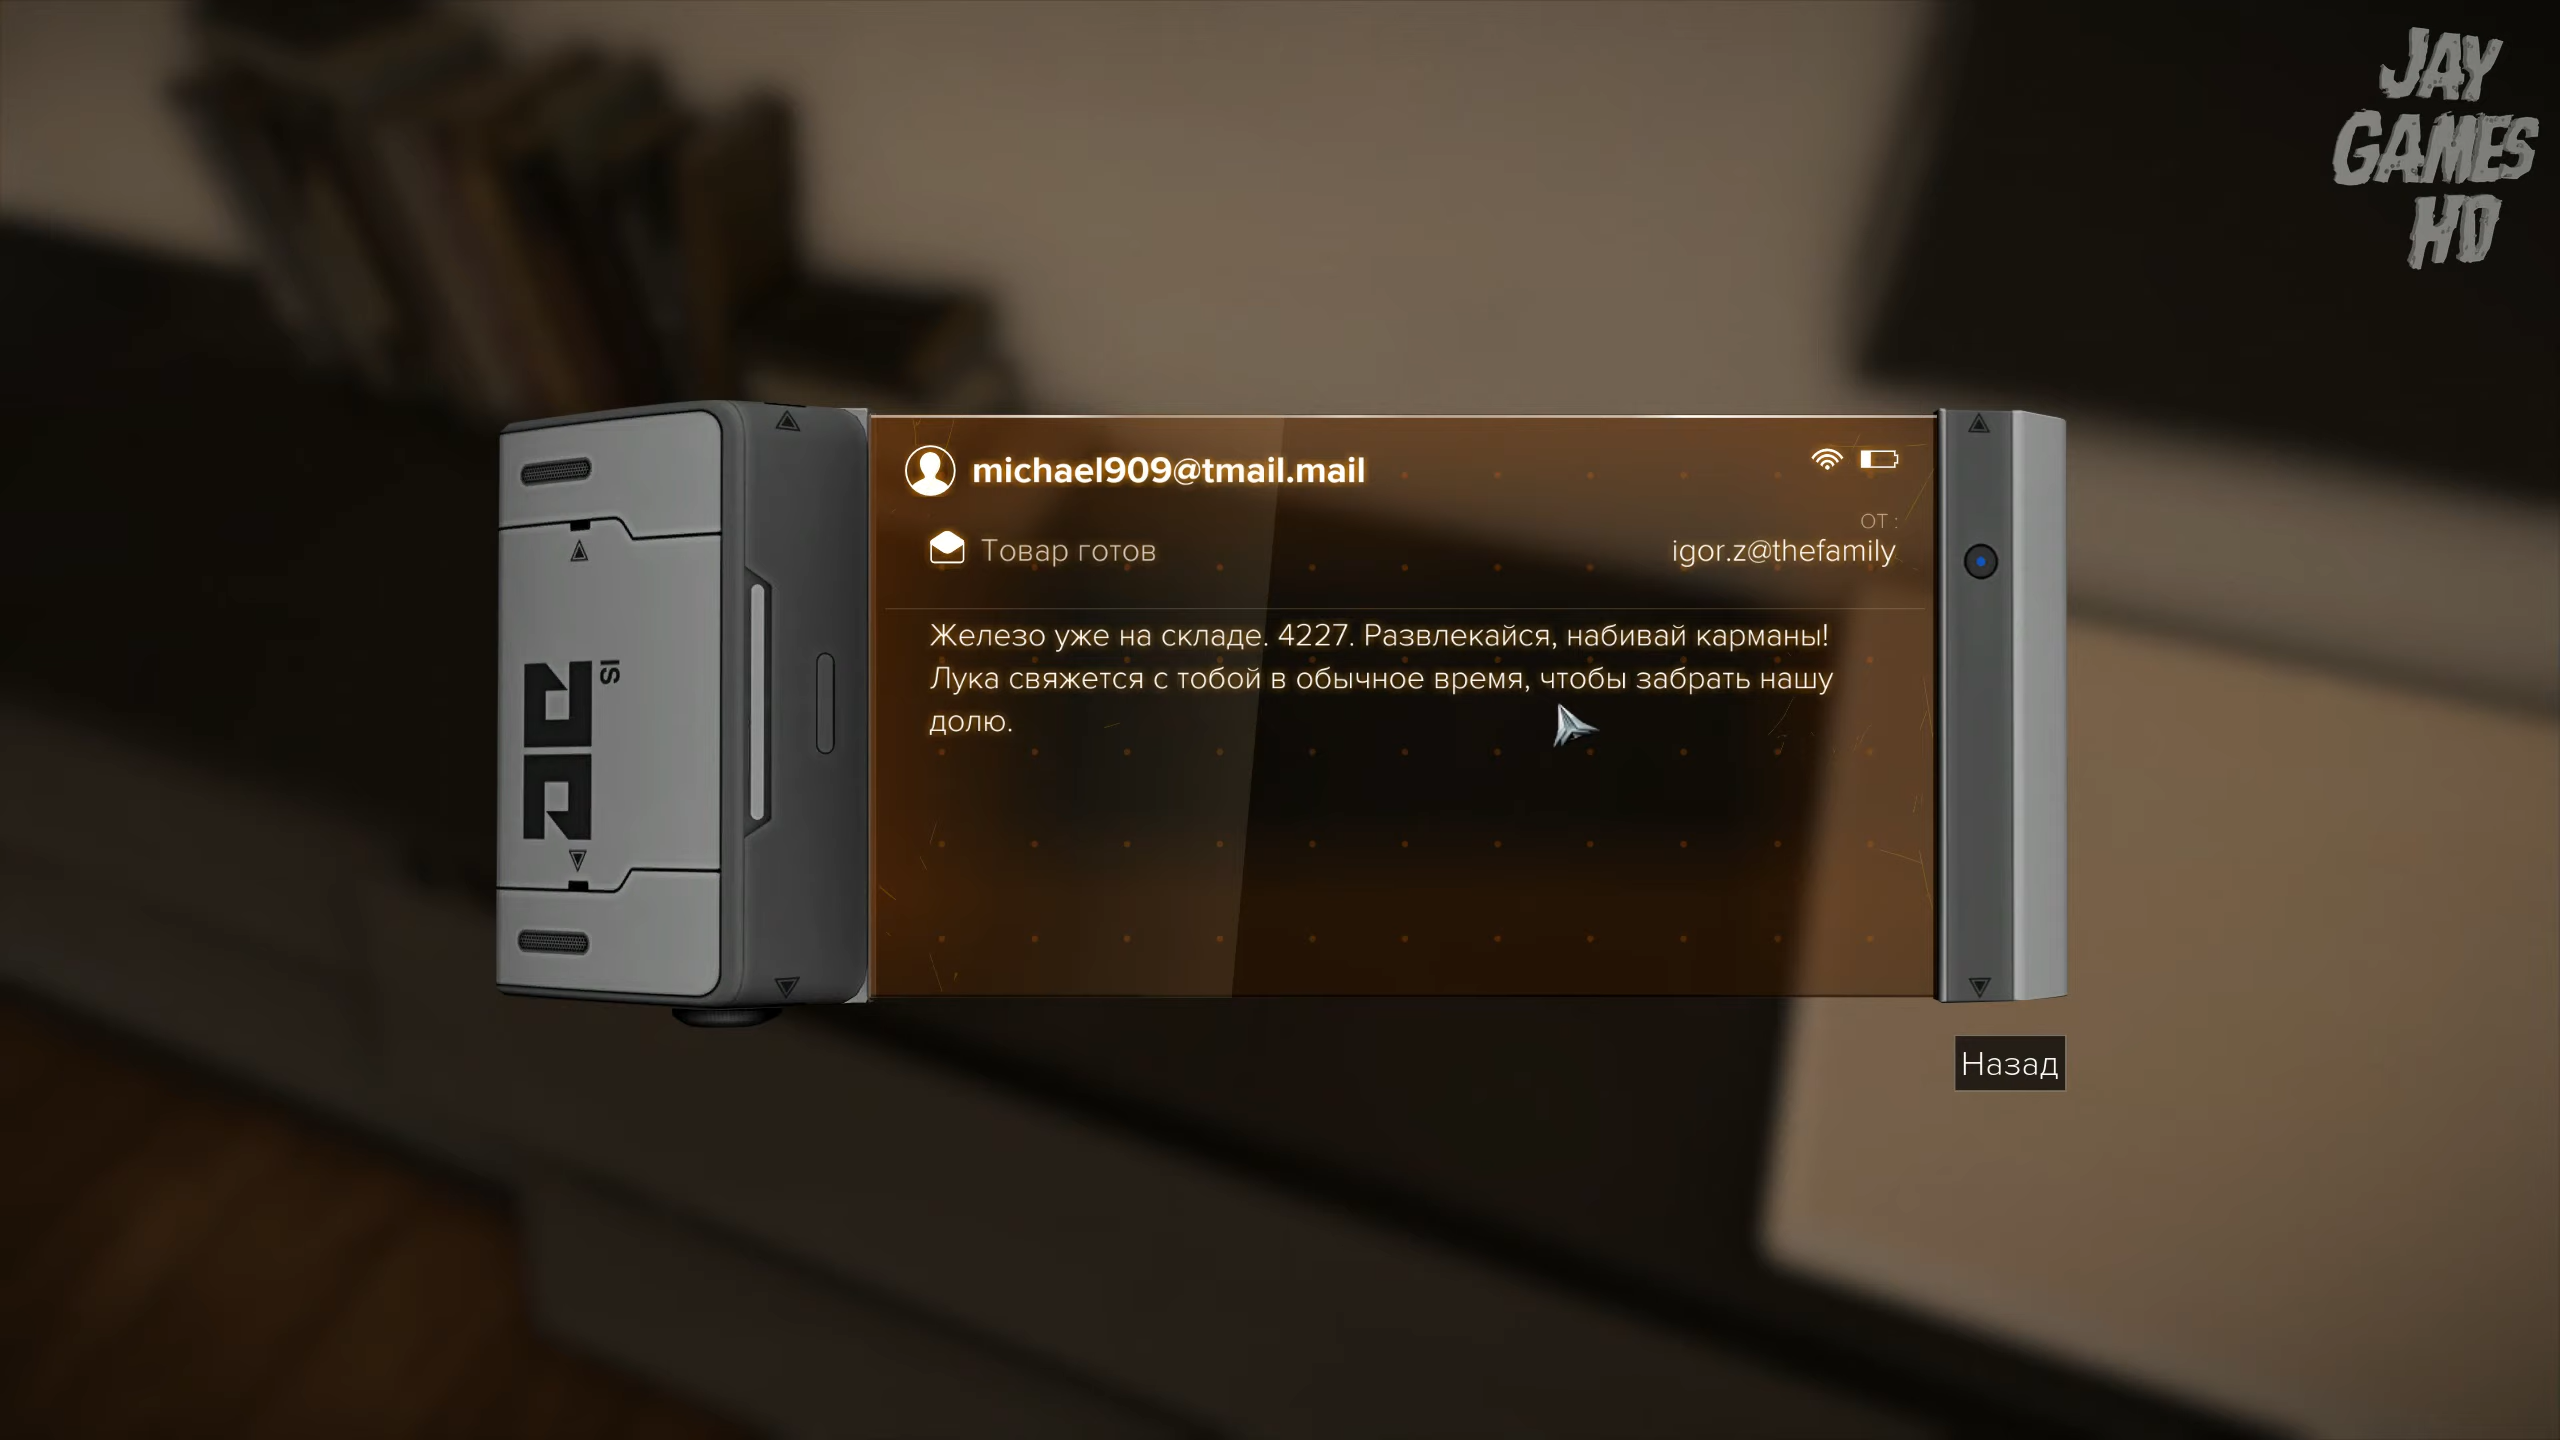 JAY
GAMES
HD
michael909@tmail.mail
ОТ :
Товар готов
igor.z@thefamily
Железо уже на складе. 4227. Развлекайся, набивай карманы!
Лука свяжется с тобой в обычное время, чтобы забрать нашу
долю.
IS
Назад